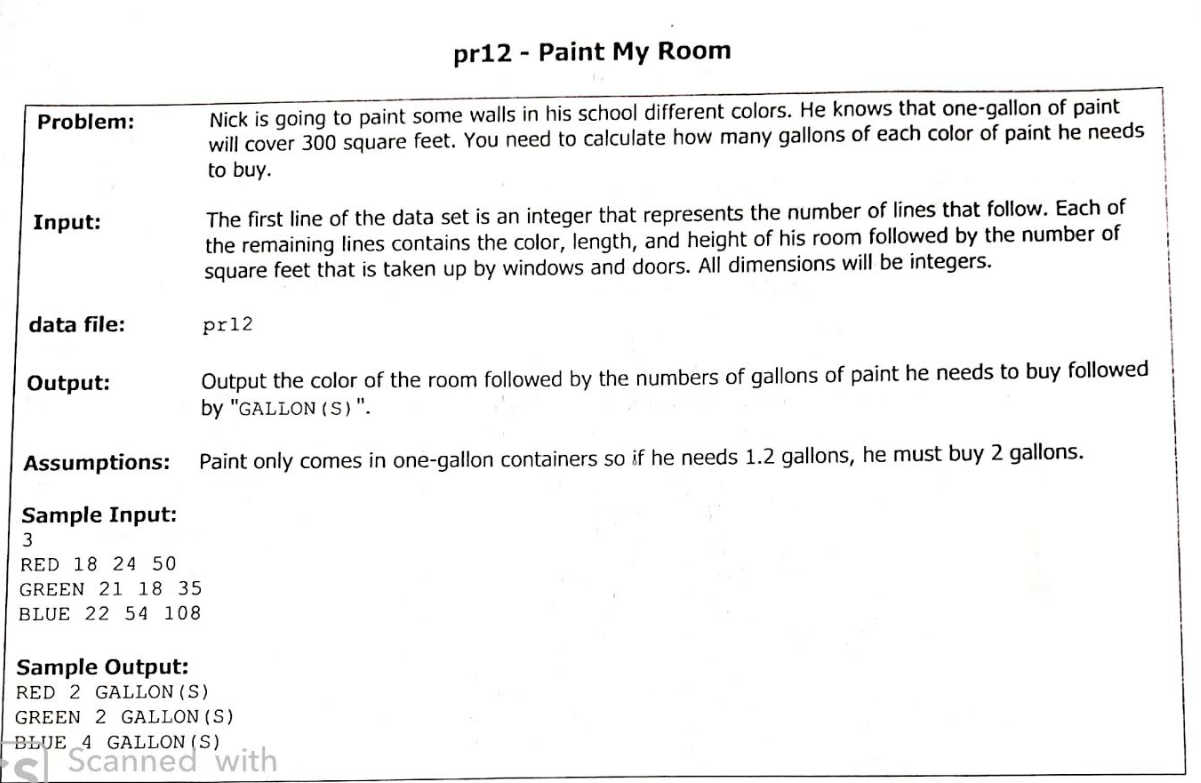 pr12 - Paint My Room
Problem: Nick is going to paint some walls in his school different colors. He knows that one-gallon of paint
will cover 300 square feet. You need to calculate how many gallons of each color of paint he needs
to buy.
Input: The first line of the data set is an integer that represents the number of lines that follow. Each of
the remaining lines contains the color, length, and height of his room followed by the number of
square feet that is taken up by windows and doors. All dimensions will be integers.
data file: pr12
Output: Output the color of the room followed by the numbers of gallons of paint he needs to buy followed
by "GALLON(S)".
Assumptions: Paint only comes in one-gallon containers so if he needs 1.2 gallons, he must buy 2 gallons.
Sample Input:
3
RED 18 24 50
GREEN 21 18 35
BLUE 22 54 108
Sample Output:
RED 2 GALLON(S)
GREEN 2 GALLON(S)
BLUE 4 GALLON(S)
CS Scanned with